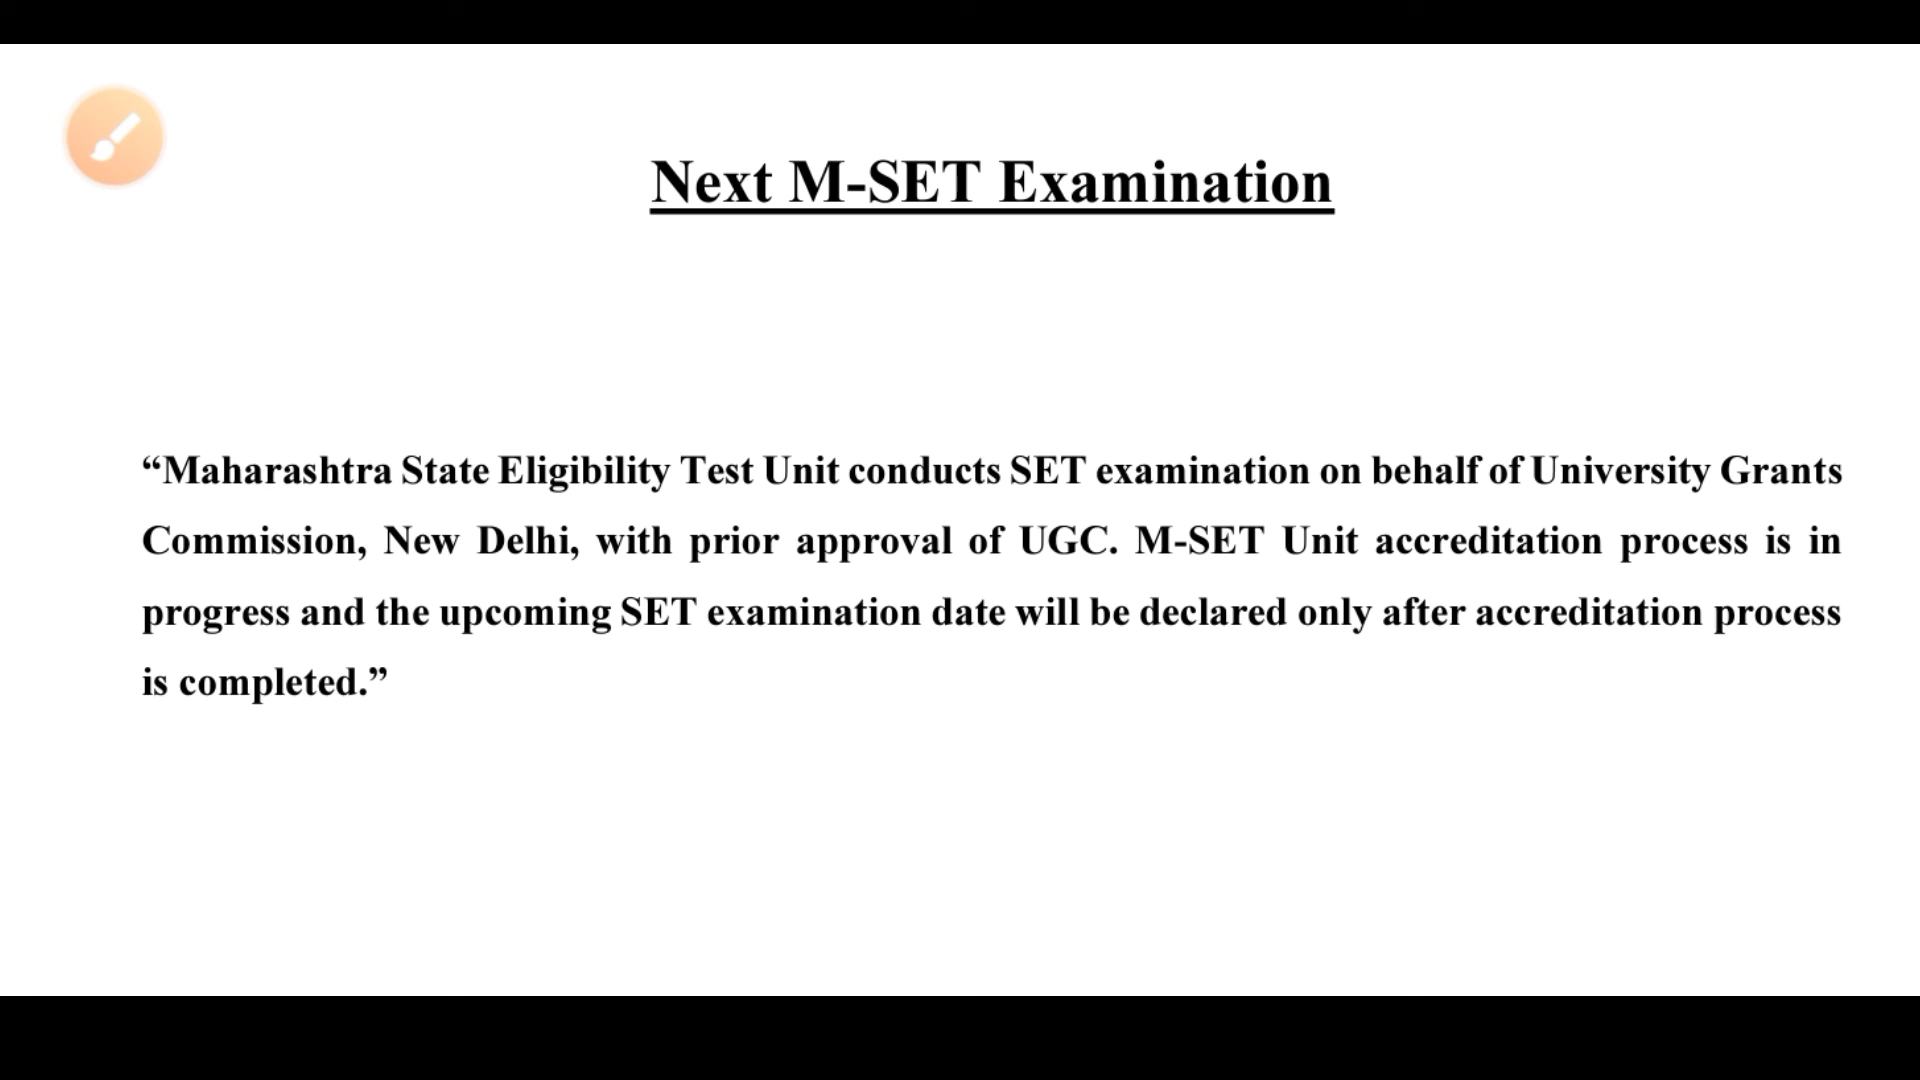 Next M-SET Examination
“Maharashtra State Eligibility Test Unit conducts SET examination on behalf of University Grants
Commission, New Delhi, with prior approval of UGC. M-SET Unit accreditation process is in
progress and the upcoming SET examination date will be declared only after accreditation process
is completed.”